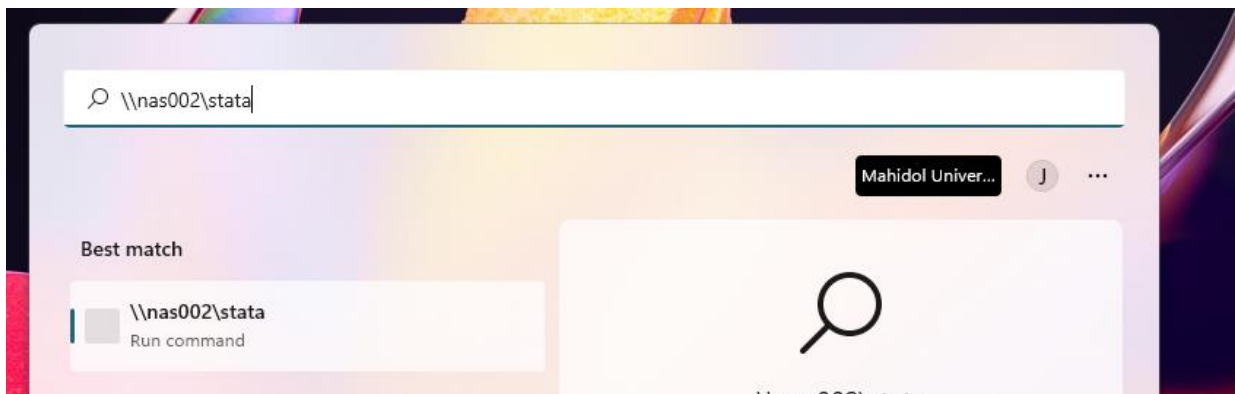 \\nas002\stata
Mahidol Univer...
J
Best match
\\nas002\stata
Run command